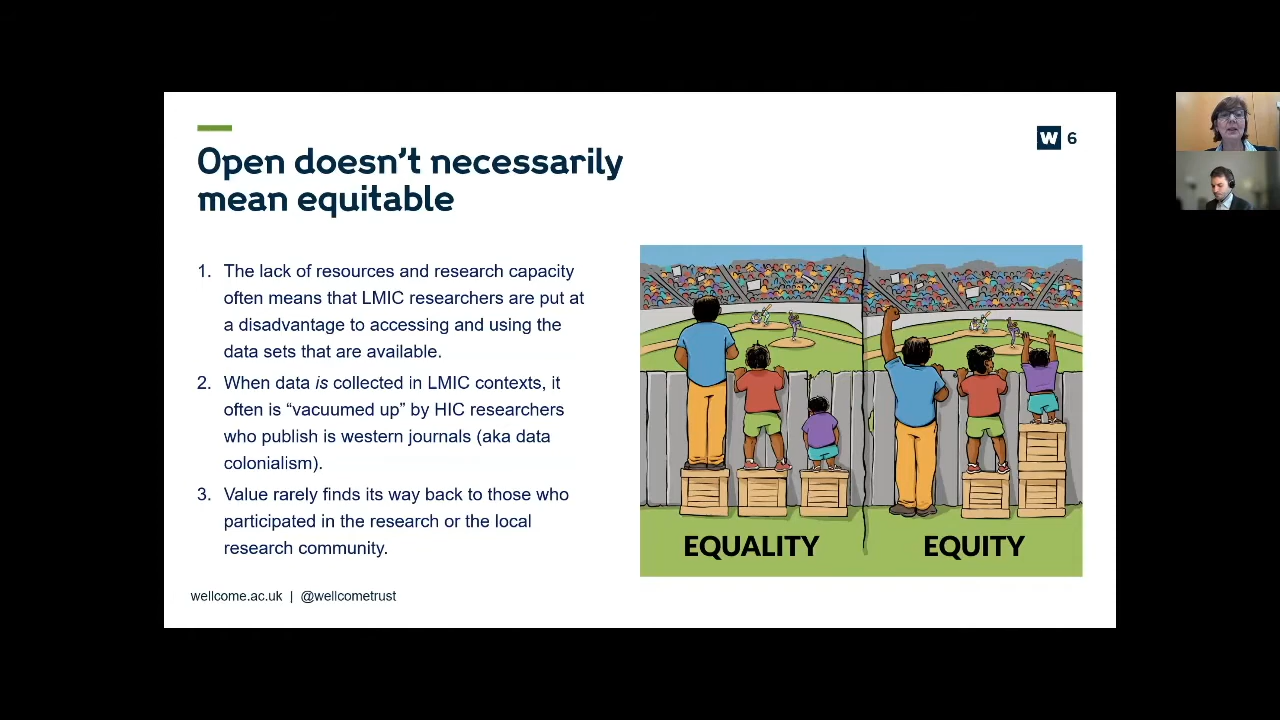 W 6
Open doesn't necessarily
mean equitable
1. The lack of resources and research capacity
often means that LMIC researchers are put at
a disadvantage to accessing and using the
data sets that are available.
2. When data is collected in LMIC contexts, it
often is “vacuumed up” by HIC researchers
who publish is western journals (aka data
colonialism).
3. Value rarely finds its way back to those who
participated in the research or the local
research community.
EQUALITY
EQUITY
wellcome.ac.uk | @wellcometrust